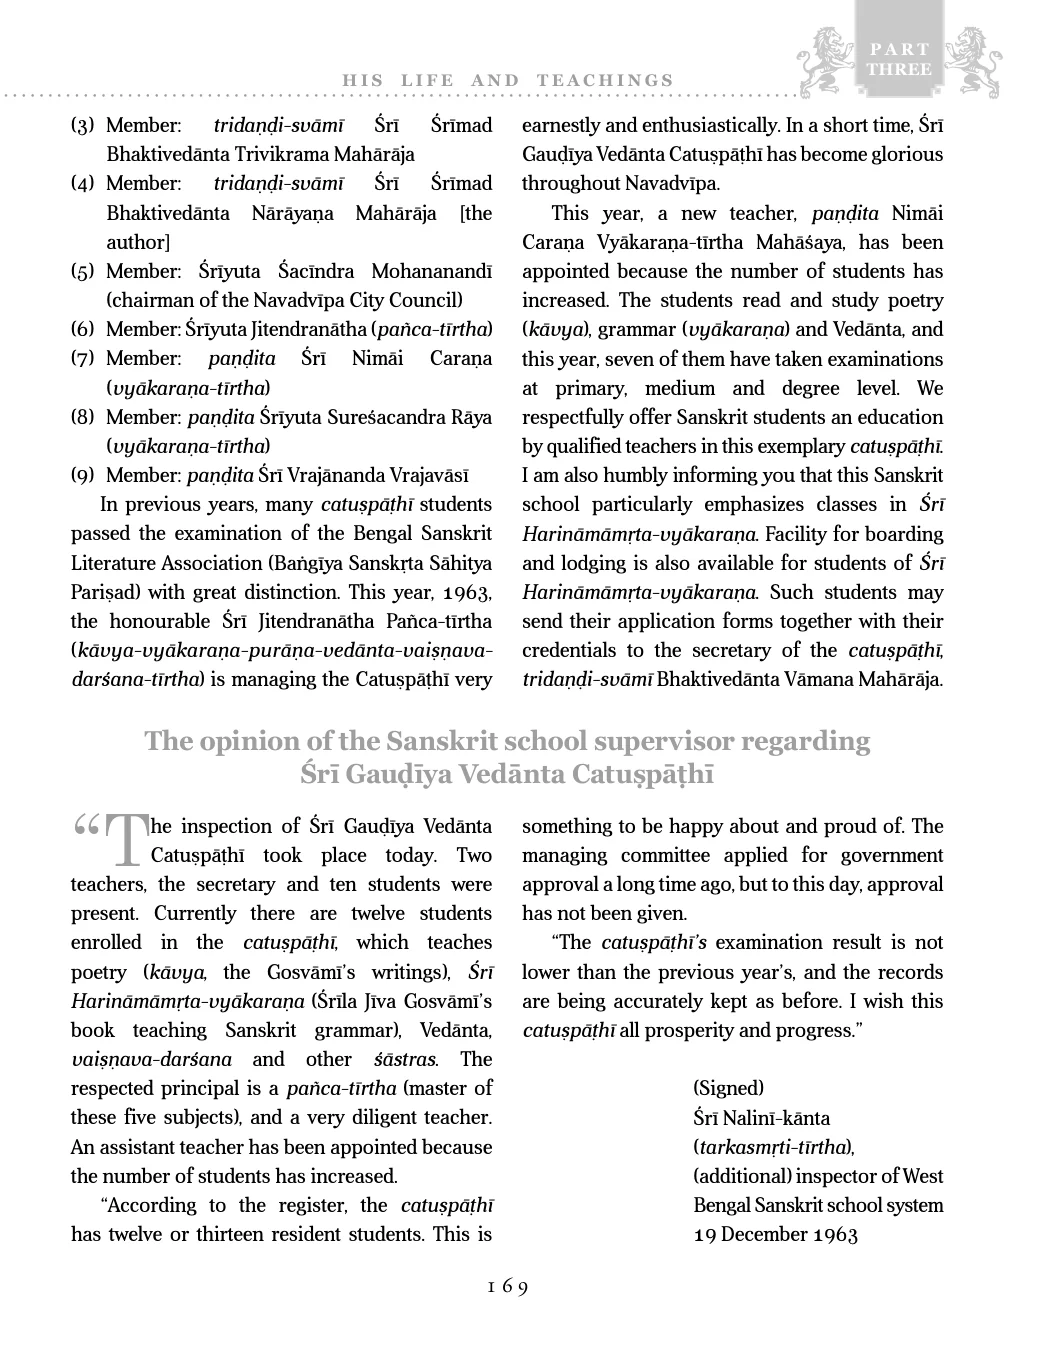 PART
THREE
HIS LIFE AND TEACHINGS
(3) Member: tridaṇḍi-svāmī Śrī Śrīmad
Bhaktivedānta Trivikrama Mahārāja
(4) Member: tridaṇḍi-svāmī Śrī Śrīmad
Bhaktivedānta Nārāyaṇa Mahārāja [the
author]
(5) Member: Śrīyuta Śacīndra Mohananandī
(chairman of the Navadvīpa City Council)
(6) Member: Śrīyuta Jitendranātha (pañca-tīrtha)
(7) Member: paṇḍita Śrī Nimāi Caraṇa
(vyākaraṇa-tīrtha)
(8) Member: paṇḍita Śrīyuta Sureśacandra Rāya
(vyākaraṇa-tīrtha)
(9) Member: paṇḍita Śrī Vrajānanda Vrajavāsī
In previous years, many catuṣpāṭhī students
passed the examination of the Bengal Sanskrit
Literature Association (Baṅgīya Sanskṛta Sāhitya
Pariṣad) with great distinction. This year, 1963,
the honourable Śrī Jitendranātha Pañca-tīrtha
(kāvya-vyākaraṇa-purāṇa-vedānta-vaiṣṇava-
darśana-tīrtha) is managing the Catuṣpāṭhī very
earnestly and enthusiastically. In a short time, Śrī
Gauḍīya Vedānta Catuṣpāṭhī has become glorious
throughout Navadvīpa.
This year, a new teacher, paṇḍita Nimāi
Caraṇa Vyākaraṇa-tīrtha Mahāśaya, has been
appointed because the number of students has
increased. The students read and study poetry
(kāvya), grammar (vyākaraṇa) and Vedānta, and
this year, seven of them have taken examinations
at primary, medium and degree level. We
respectfully offer Sanskrit students an education
by qualified teachers in this exemplary catuṣpāṭhī.
I am also humbly informing you that this Sanskrit
school particularly emphasizes classes in Śrī
Harināmāmṛta-vyākaraṇa. Facility for boarding
and lodging is also available for students of Śrī
Harināmāmṛta-vyākaraṇa. Such students may
send their application forms together with their
credentials to the secretary of the catuṣpāṭhī,
tridaṇḍi-svāmī Bhaktivedānta Vāmana Mahārāja.
The opinion of the Sanskrit school supervisor regarding
Śrī Gauḍīya Vedānta Catuṣpāṭhī
“The inspection of Śrī Gauḍīya Vedānta
Catuṣpāṭhī took place today. Two
teachers, the secretary and ten students were
present. Currently there are twelve students
enrolled in the catuṣpāṭhī, which teaches
poetry (kāvya, the Gosvāmī’s writings), Śrī
Harināmāmṛta-vyākaraṇa (Śrīla Jīva Gosvāmī’s
book teaching Sanskrit grammar), Vedānta,
vaiṣṇava-darśana and other śāstras. The
respected principal is a pañca-tīrtha (master of
these five subjects), and a very diligent teacher.
An assistant teacher has been appointed because
the number of students has increased.
“According to the register, the catuṣpāṭhī
has twelve or thirteen resident students. This is
something to be happy about and proud of. The
managing committee applied for government
approval a long time ago, but to this day, approval
has not been given.
“The catuṣpāṭhī’s examination result is not
lower than the previous year’s, and the records
are being accurately kept as before. I wish this
catuṣpāṭhī all prosperity and progress.”
(Signed)
Śrī Nalinī-kānta
(tarkasmṛti-tīrtha),
(additional) inspector of West
Bengal Sanskrit school system
19 December 1963
169